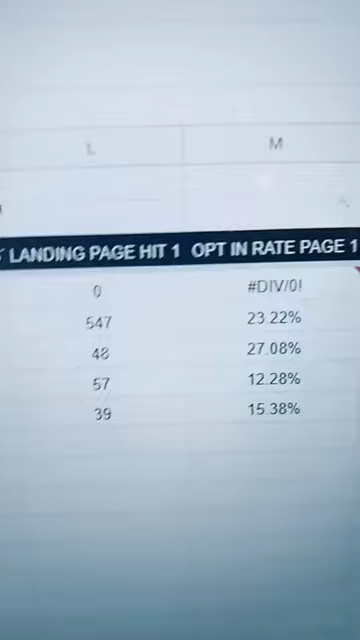 L M
LANDING PAGE HIT 1 OPT IN RATE PAGE 1
0 #DIV/0!
547 23.22%
48 27.08%
57 12.28%
39 15.38%